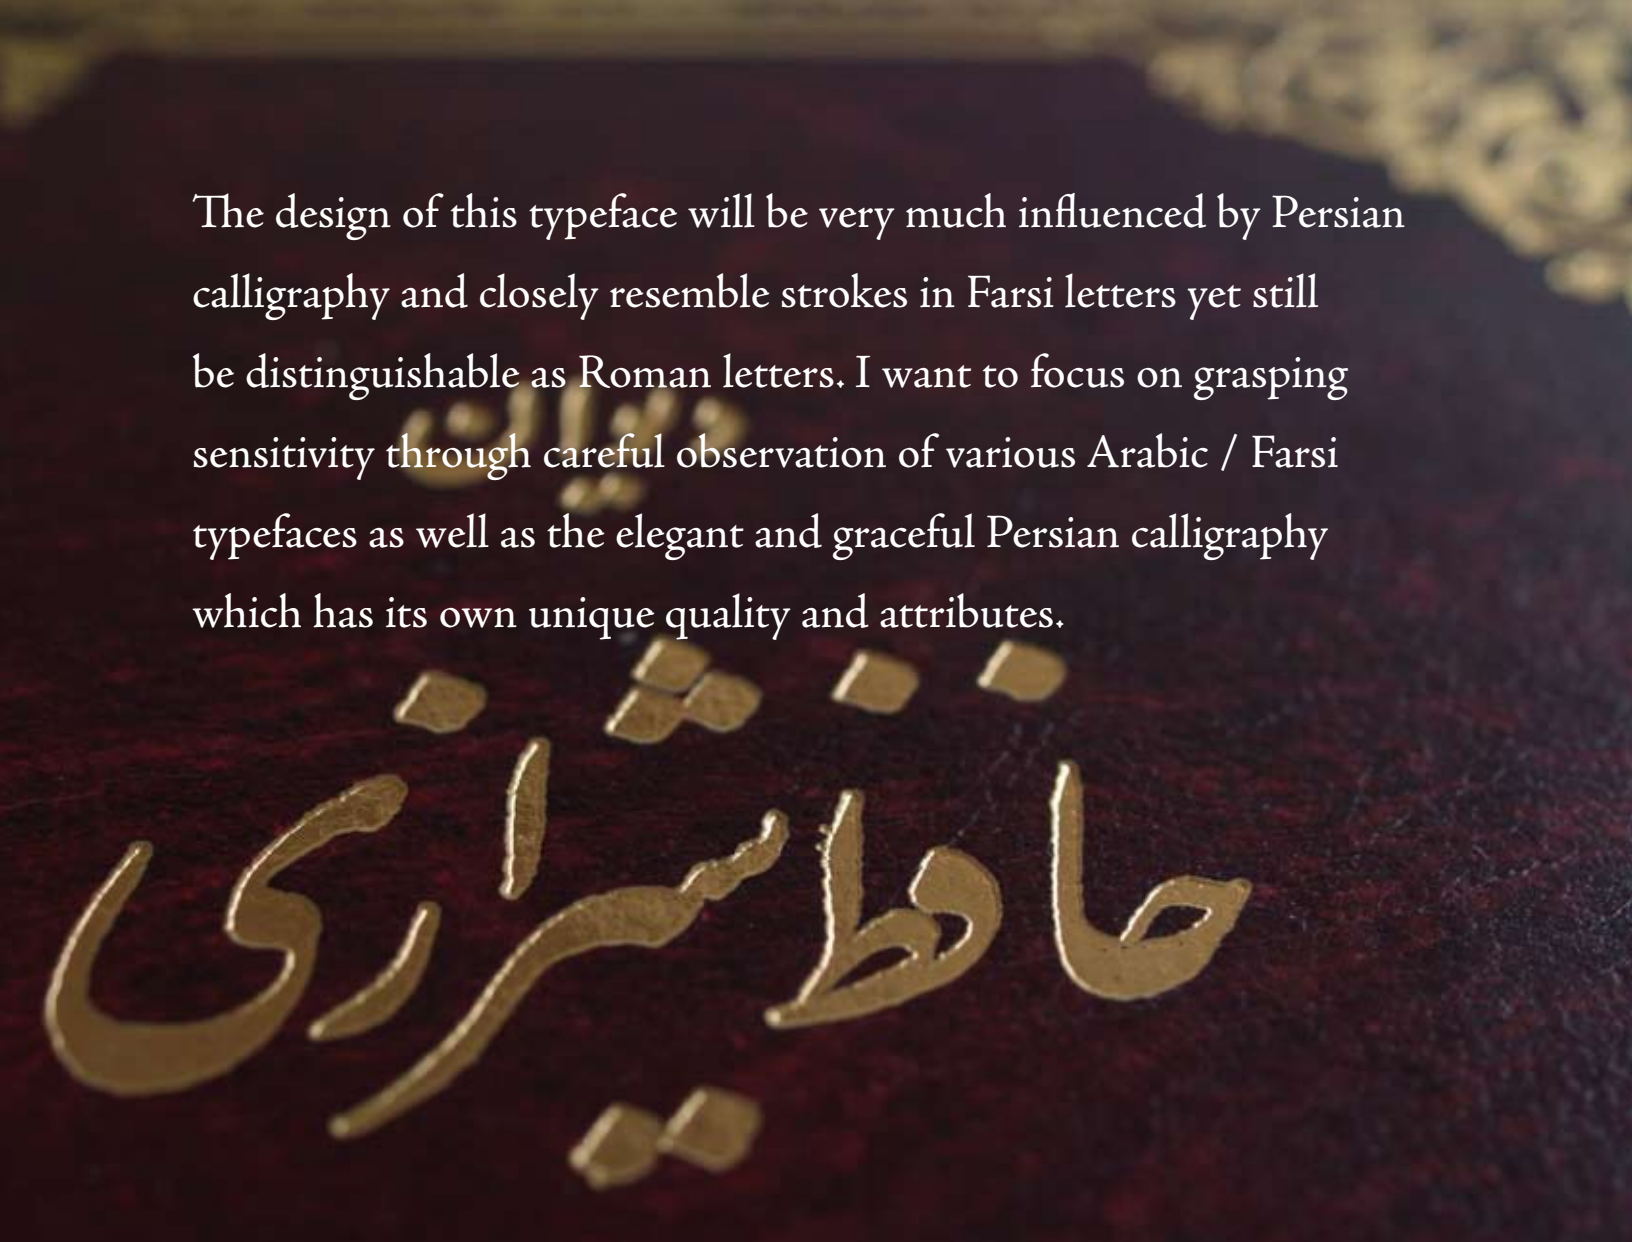 The design of this typeface will be very much influenced by Persian
calligraphy and closely resemble strokes in Farsi letters yet still
be distinguishable as Roman letters. I want to focus on grasping
sensitivity through careful observation of various Arabic / Farsi
typefaces as well as the elegant and graceful Persian calligraphy
which has its own unique quality and attributes.
دیوان
حافظ شیرازی